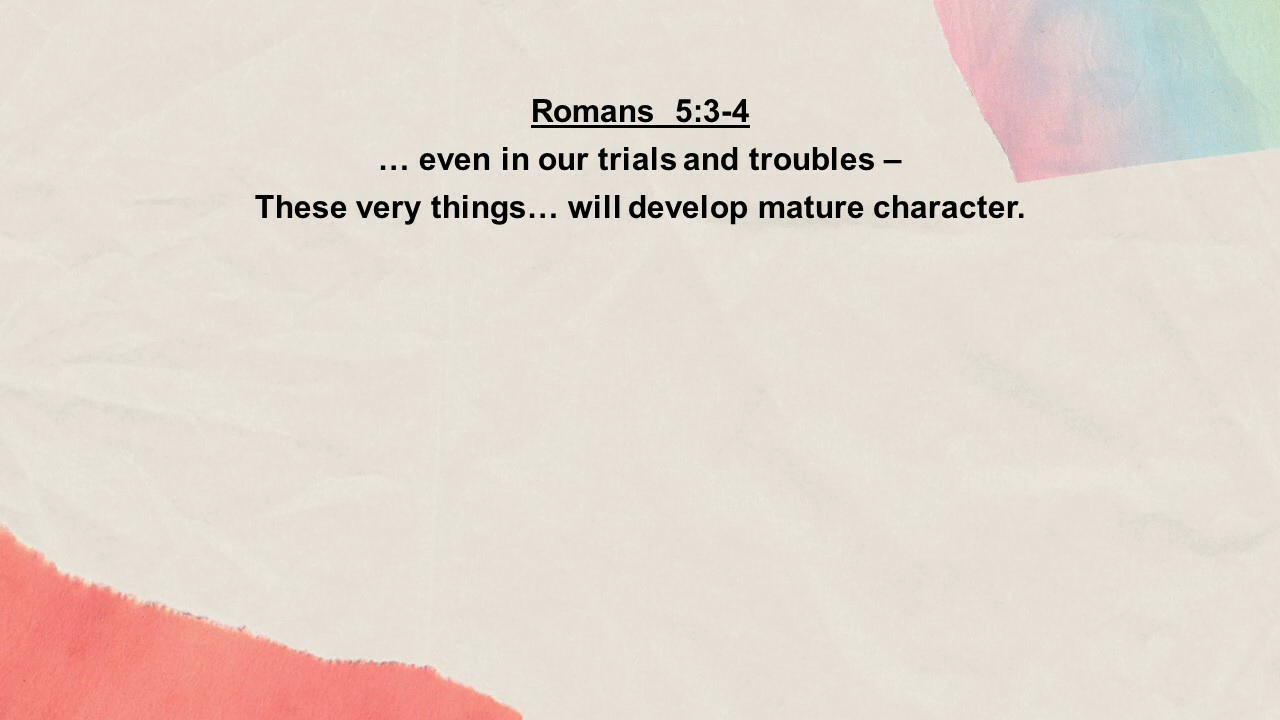 Romans 5:3-4
… even in our trials and troubles –
These very things… will develop mature character.